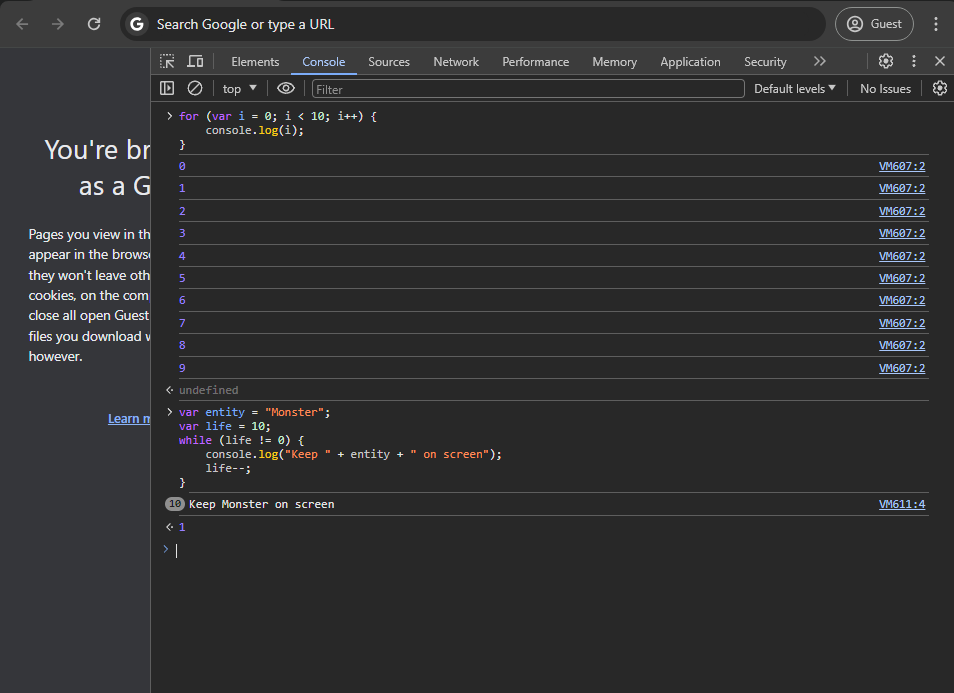 Search Google or type a URL
Guest
Elements Console Sources Network Performance Memory Application Security
top Filter Default levels No Issues
You're br
as a G
Pages you view in th
appear in the browse
they won't leave oth
cookies, on the com
close all open Guest
files you download w
however.
Learn m
for (var i = 0; i < 10; i++) {
    console.log(i);
}
0 VM607:2
1 VM607:2
2 VM607:2
3 VM607:2
4 VM607:2
5 VM607:2
6 VM607:2
7 VM607:2
8 VM607:2
9 VM607:2
undefined
var entity = "Monster";
var life = 10;
while (life != 0) {
    console.log("Keep " + entity + " on screen");
    life--;
}
10 Keep Monster on screen VM611:4
1